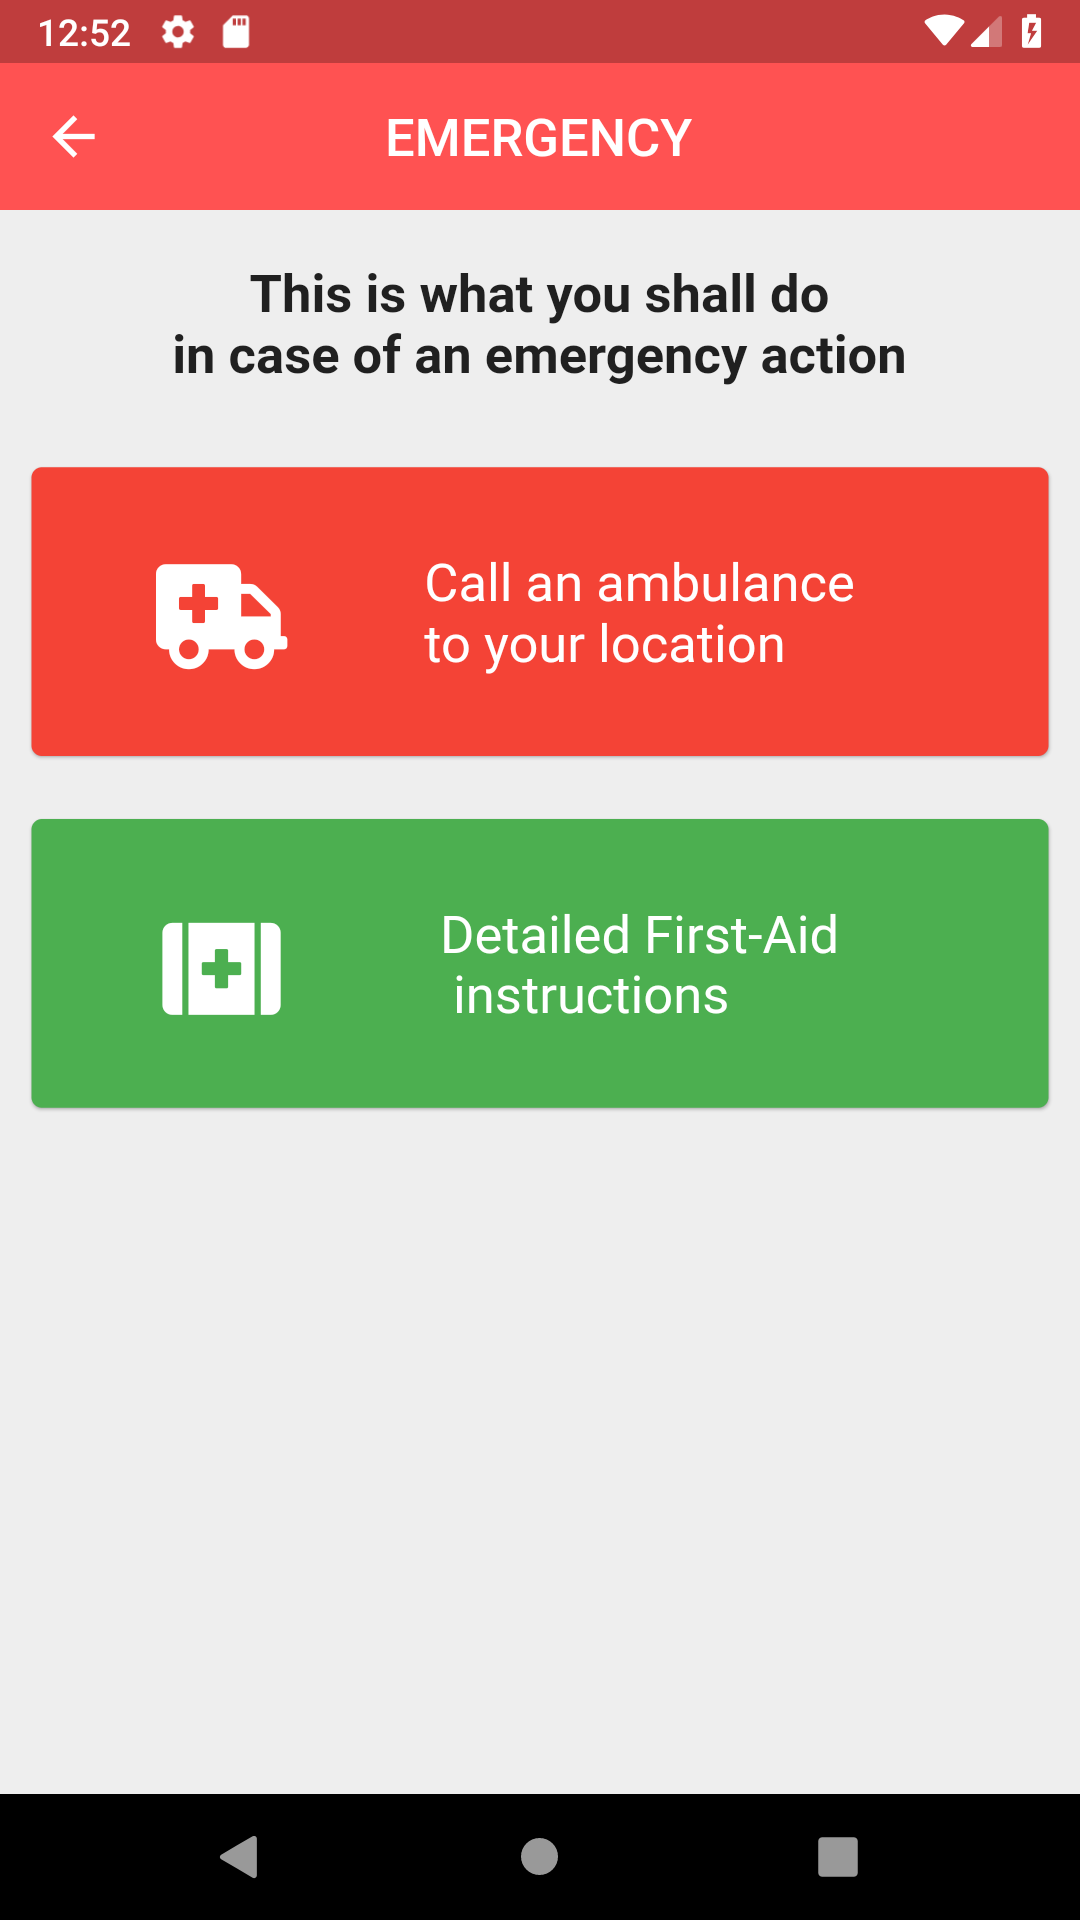 12:52
EMERGENCY
This is what you shall do
in case of an emergency action
Call an ambulance
to your location
Detailed First-Aid
instructions